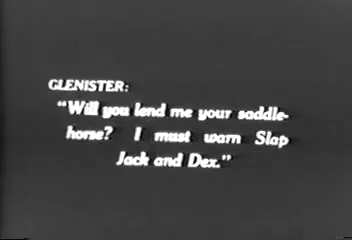 GLENISTER:
"Will you lend me your saddle-
horse? I must warn Slap
Jack and Dex."